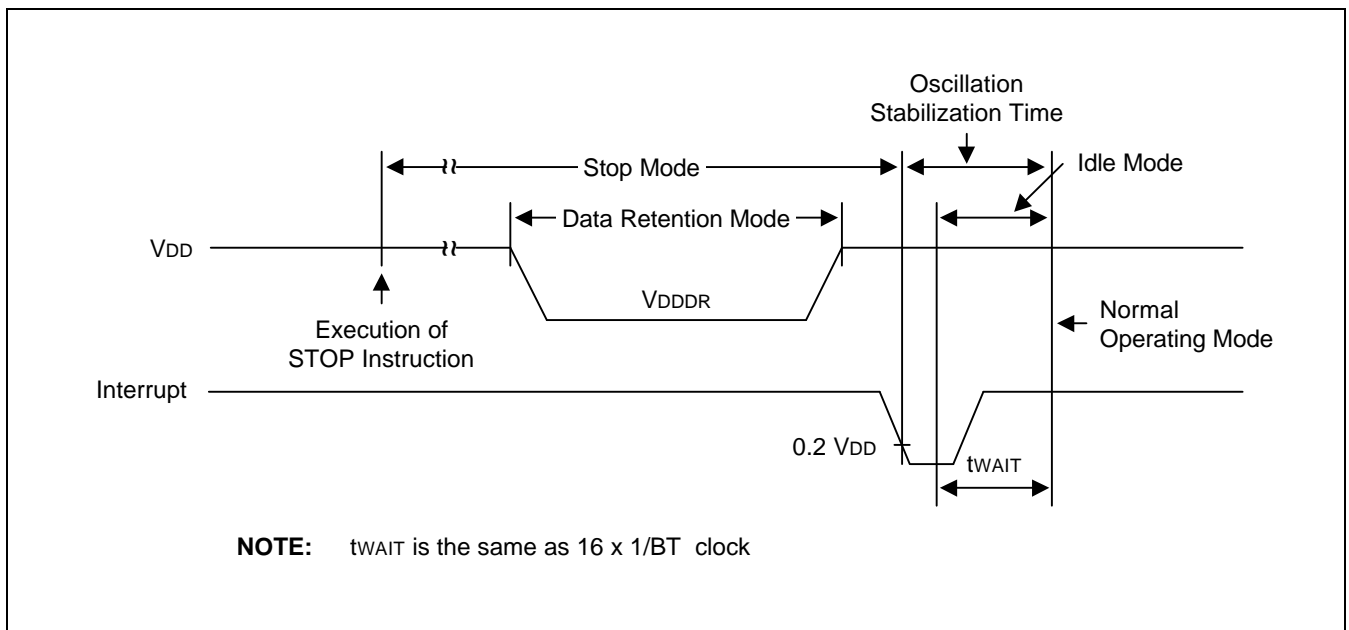 Oscillation
Stabilization Time
Idle Mode
Stop Mode
Data Retention Mode
VDD
VDDDR
Execution of
STOP Instruction
Normal
Operating Mode
Interrupt
0.2 VDD
tWAIT
NOTE: tWAIT is the same as 16 x 1/BT clock